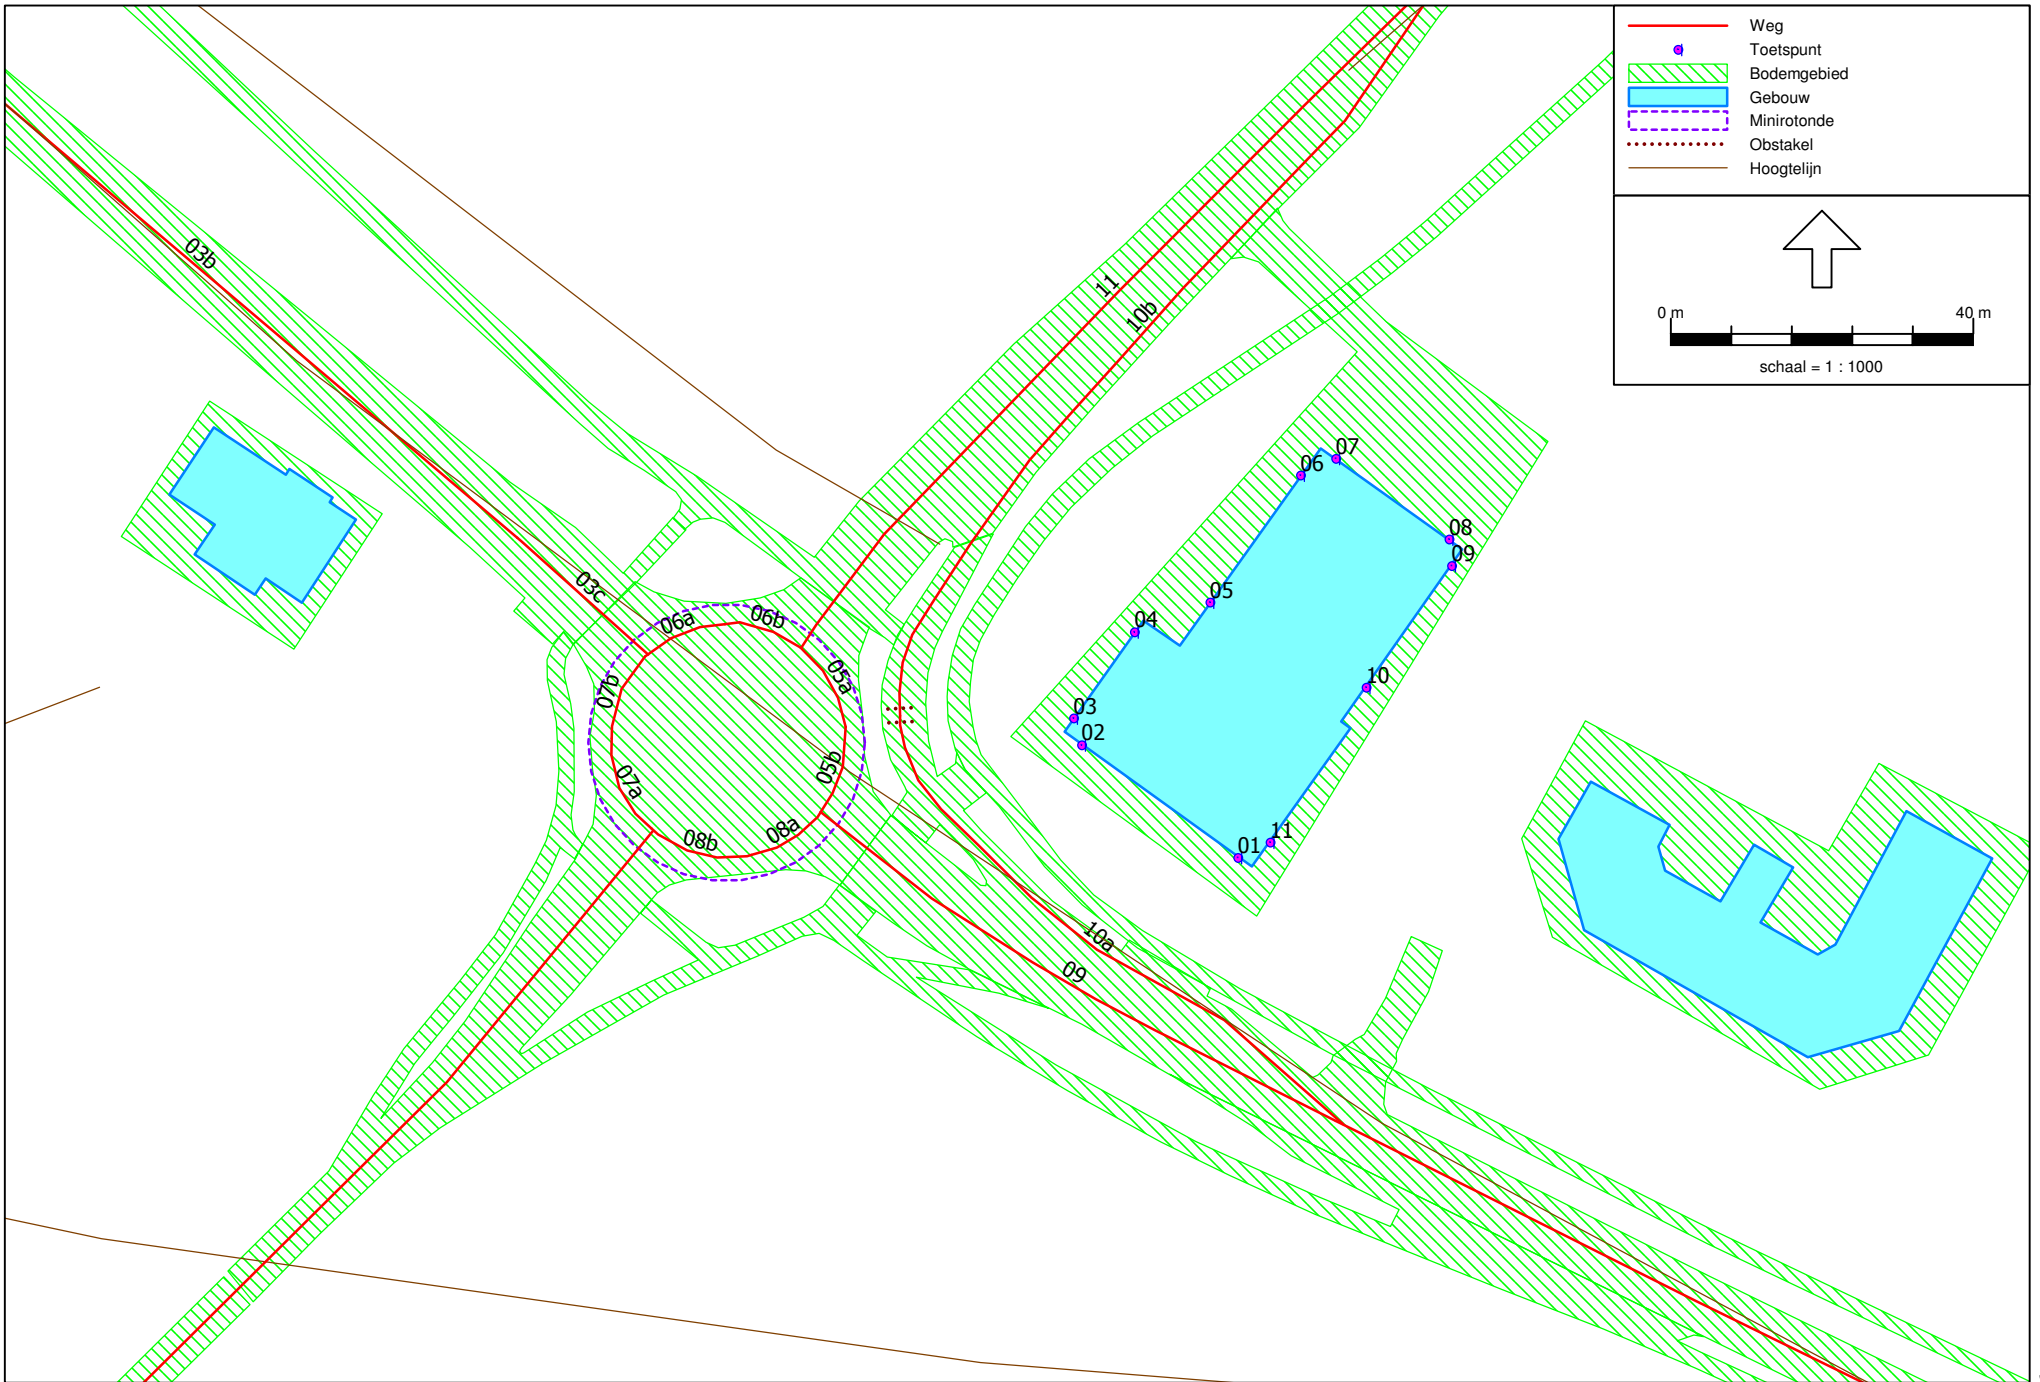 Weg
Toetspunt
Bodemgebied
Gebouw
Minirotonde
Obstakel
Hoogtelijn
0 m 40 m
schaal = 1 : 1000
03b
11
10b
07
06
08
09
03c
05
06a
06b
04
05a
10
07b
03
02
05b
07a
08a
08b
11
01
10a
09